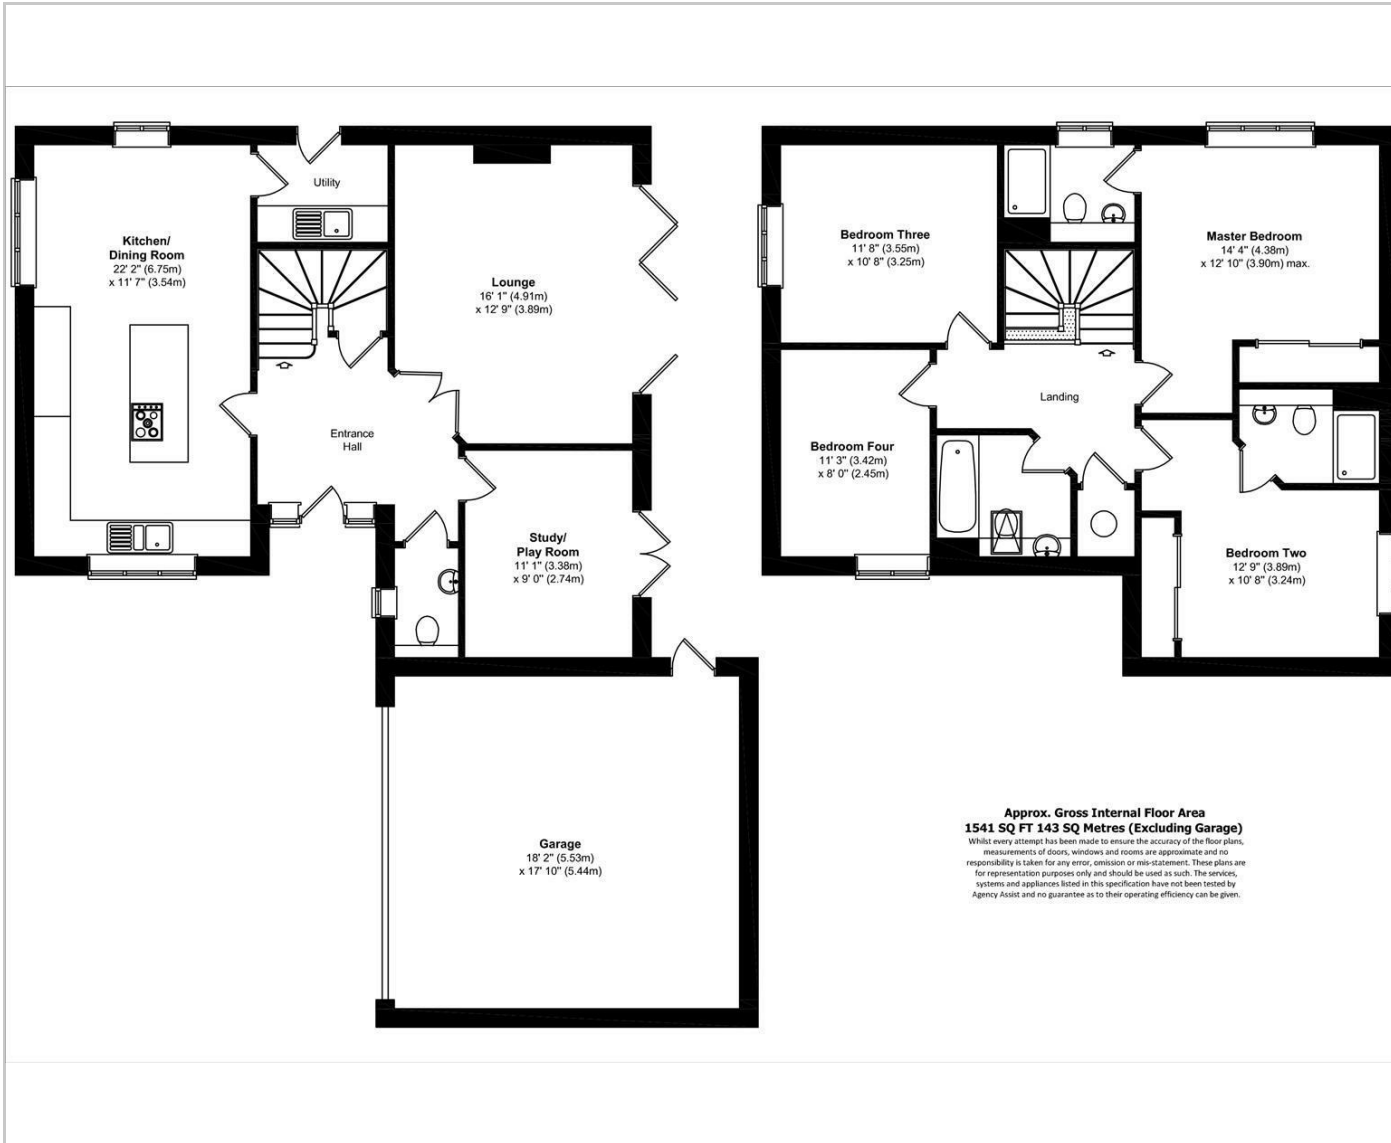 Kitchen/
Dining Room
22' 2" (6.75m)
x 11' 7" (3.54m)
Utility
Lounge
16' 1" (4.91m)
x 12' 9" (3.89m)
Entrance
Hall
Study/
Play Room
11' 1" (3.38m)
x 9' 0" (2.74m)
Garage
18' 2" (5.53m)
x 17' 10" (5.44m)
Bedroom Three
11' 8" (3.55m)
x 10' 8" (3.25m)
Master Bedroom
14' 4" (4.38m)
x 12' 10" (3.90m) max.
Landing
Bedroom Four
11' 3" (3.42m)
x 8' 0" (2.45m)
Bedroom Two
12' 9" (3.89m)
x 10' 8" (3.24m)
Approx. Gross Internal Floor Area
1541 SQ FT 143 SQ Metres (Excluding Garage)
Whilst every attempt has been made to ensure the accuracy of the floor plans,
measurements of doors, windows and rooms are approximate and no
responsibility is taken for any error, omission or mis-statement. These plans are
for representation purposes only and should be used as such. The services,
systems and appliances listed in this specification have not been tested by
Agency Assist and no guarantee as to their operating efficiency can be given.